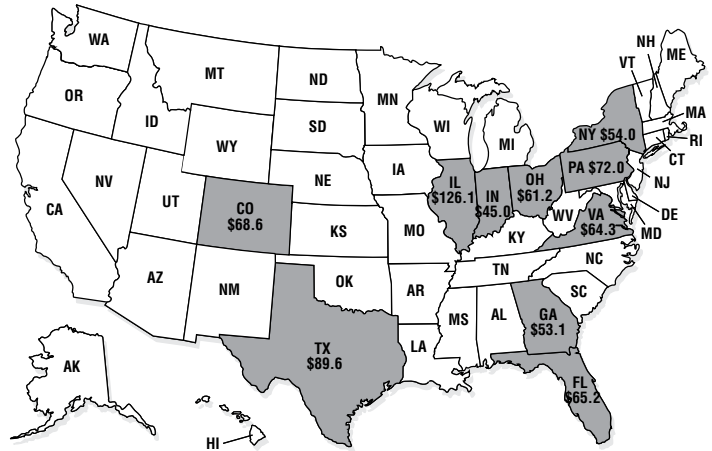 WA
OR
CA
ID
NV
MT
WY
UT
CO
$68.6
AZ
NM
ND
SD
NE
KS
OK
TX
$89.6
MN
IA
MO
AR
LA
WI
IL
$126.1
MI
IN
$45.0
OH
$61.2
KY
TN
MS
AL
GA
$53.1
FL
$65.2
SC
NC
VA
$64.3
WV
PA $72.0
NY $54.0
VT
NH
ME
MA
RI
CT
NJ
DE
MD
AK
HI